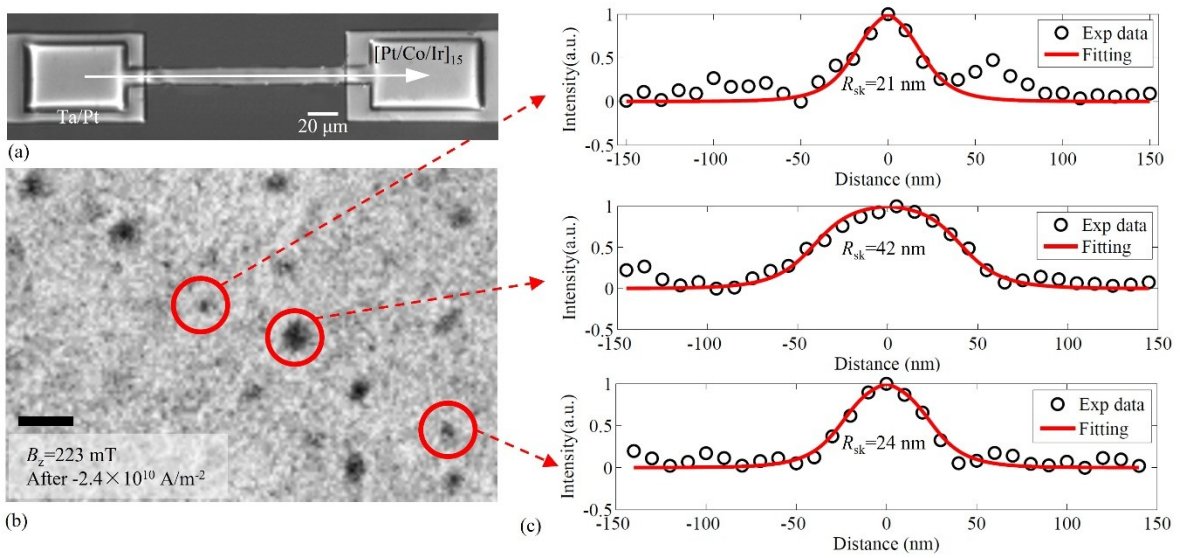 [Pt/Co/Ir]15
Ta/Pt
20 μm
(a)
Bz=223 mT
After -2.4×10^10 A/m^-2
(b)
1
0.5
0
-0.5
Intensity(a.u.)
Exp data
Fitting
Rsk=21 nm
-150 -100 -50 0 50 100 150
Distance (nm)
1
0.5
0
-0.5
Intensity(a.u.)
Exp data
Fitting
Rsk=42 nm
-150 -100 -50 0 50 100 150
Distance (nm)
1
0.5
0
-0.5
Intensity(a.u.)
Exp data
Fitting
Rsk=24 nm
-150 -100 -50 0 50 100 150
Distance (nm)
(c)